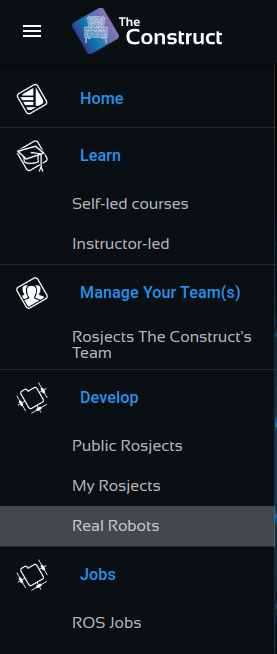 The
Construct
Home
Learn
Self-led courses
Instructor-led
Manage Your Team(s)
Rosjects The Construct's
Team
Develop
Public Rosjects
My Rosjects
Real Robots
Jobs
ROS Jobs